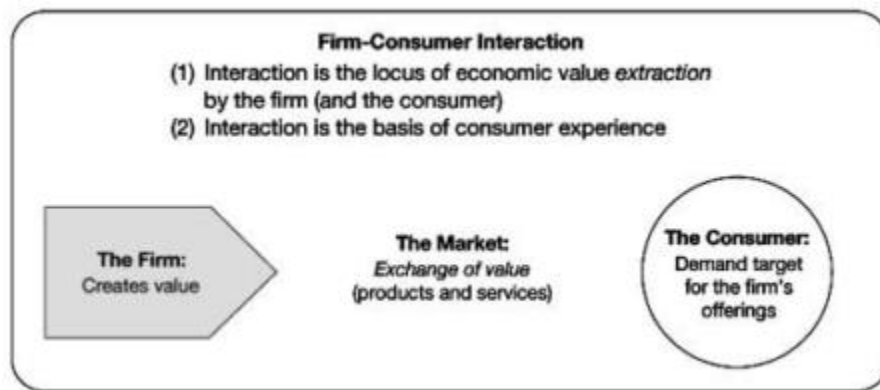 Firm-Consumer Interaction
(1) Interaction is the locus of economic value extraction
by the firm (and the consumer)
(2) Interaction is the basis of consumer experience
The Firm:
Creates value
The Market:
Exchange of value
(products and services)
The Consumer:
Demand target
for the firm's
offerings